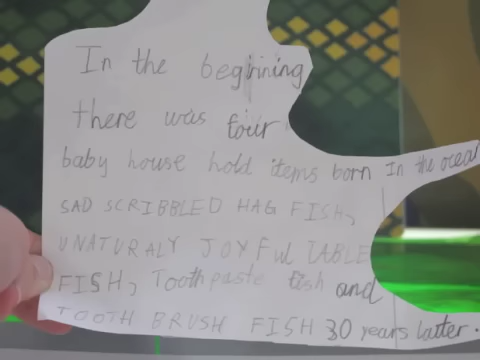 In the beginning
there was four
baby house hold items born In the ocean
SAD SCRIBBLED HAG FISH,
UNATURALY JOYFul TABLE
FISH, Toothpaste fish and
TOOTH BRUSH FISH 30 years latter.